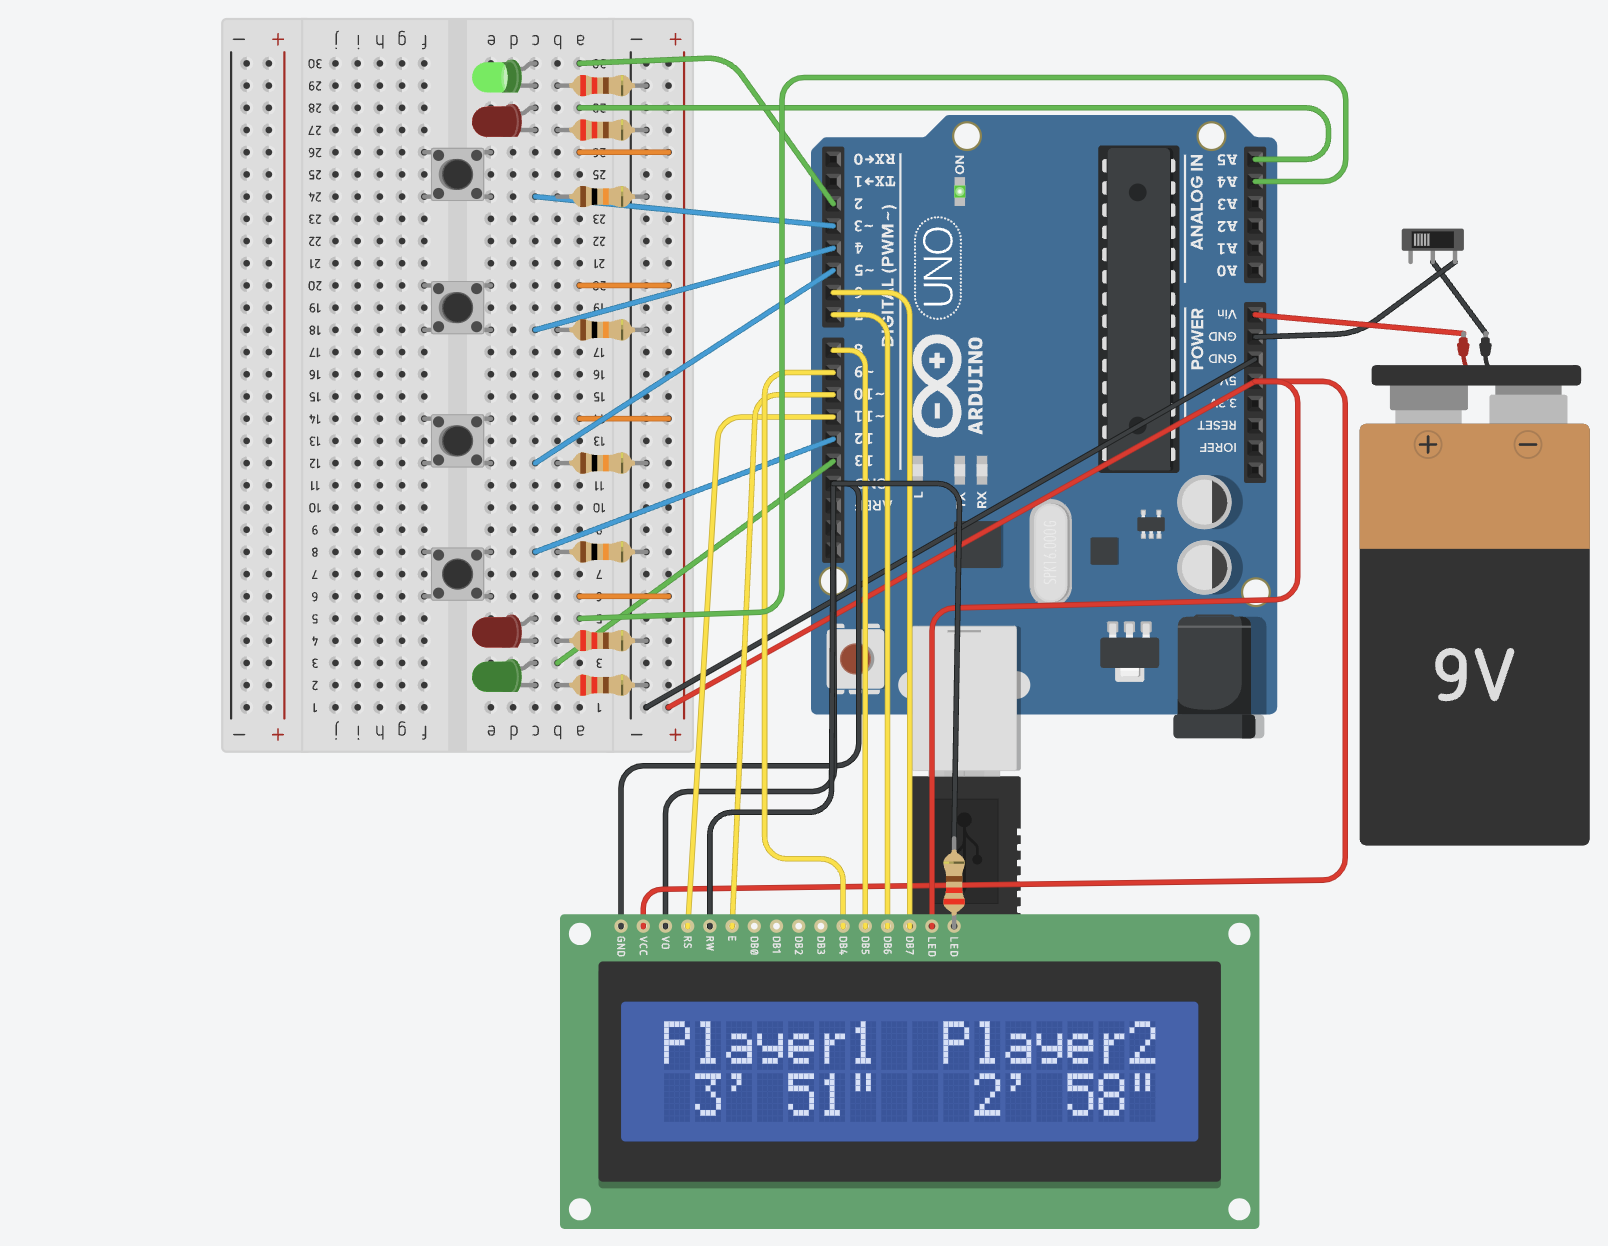 − + j i h g f e d c b a − +
30
29
28
27
26
25
24
23
22
21
20
19
18
17
16
15
14
13
12
11
10
9
8
7
6
5
4
3
2
1
− + j i h g f e d c b a − +
RX→0
TX→1
2
~3
4
~5
6
7
8
~9
~10
~11
12
13
GND
AREF
DIGITAL (PWM~)
ON
UNO
ARDUINO
L
TX
RX
SPK16.000G
ANALOG IN
A5
A4
A3
A2
A1
A0
POWER
Vin
GND
GND
5V
3.3V
RESET
IOREF
+ −
9V
GND VCC VO RS RW E DB0 DB1 DB2 DB3 DB4 DB5 DB6 DB7 LED LED
Player1 Player2
3' 51" 2' 58"